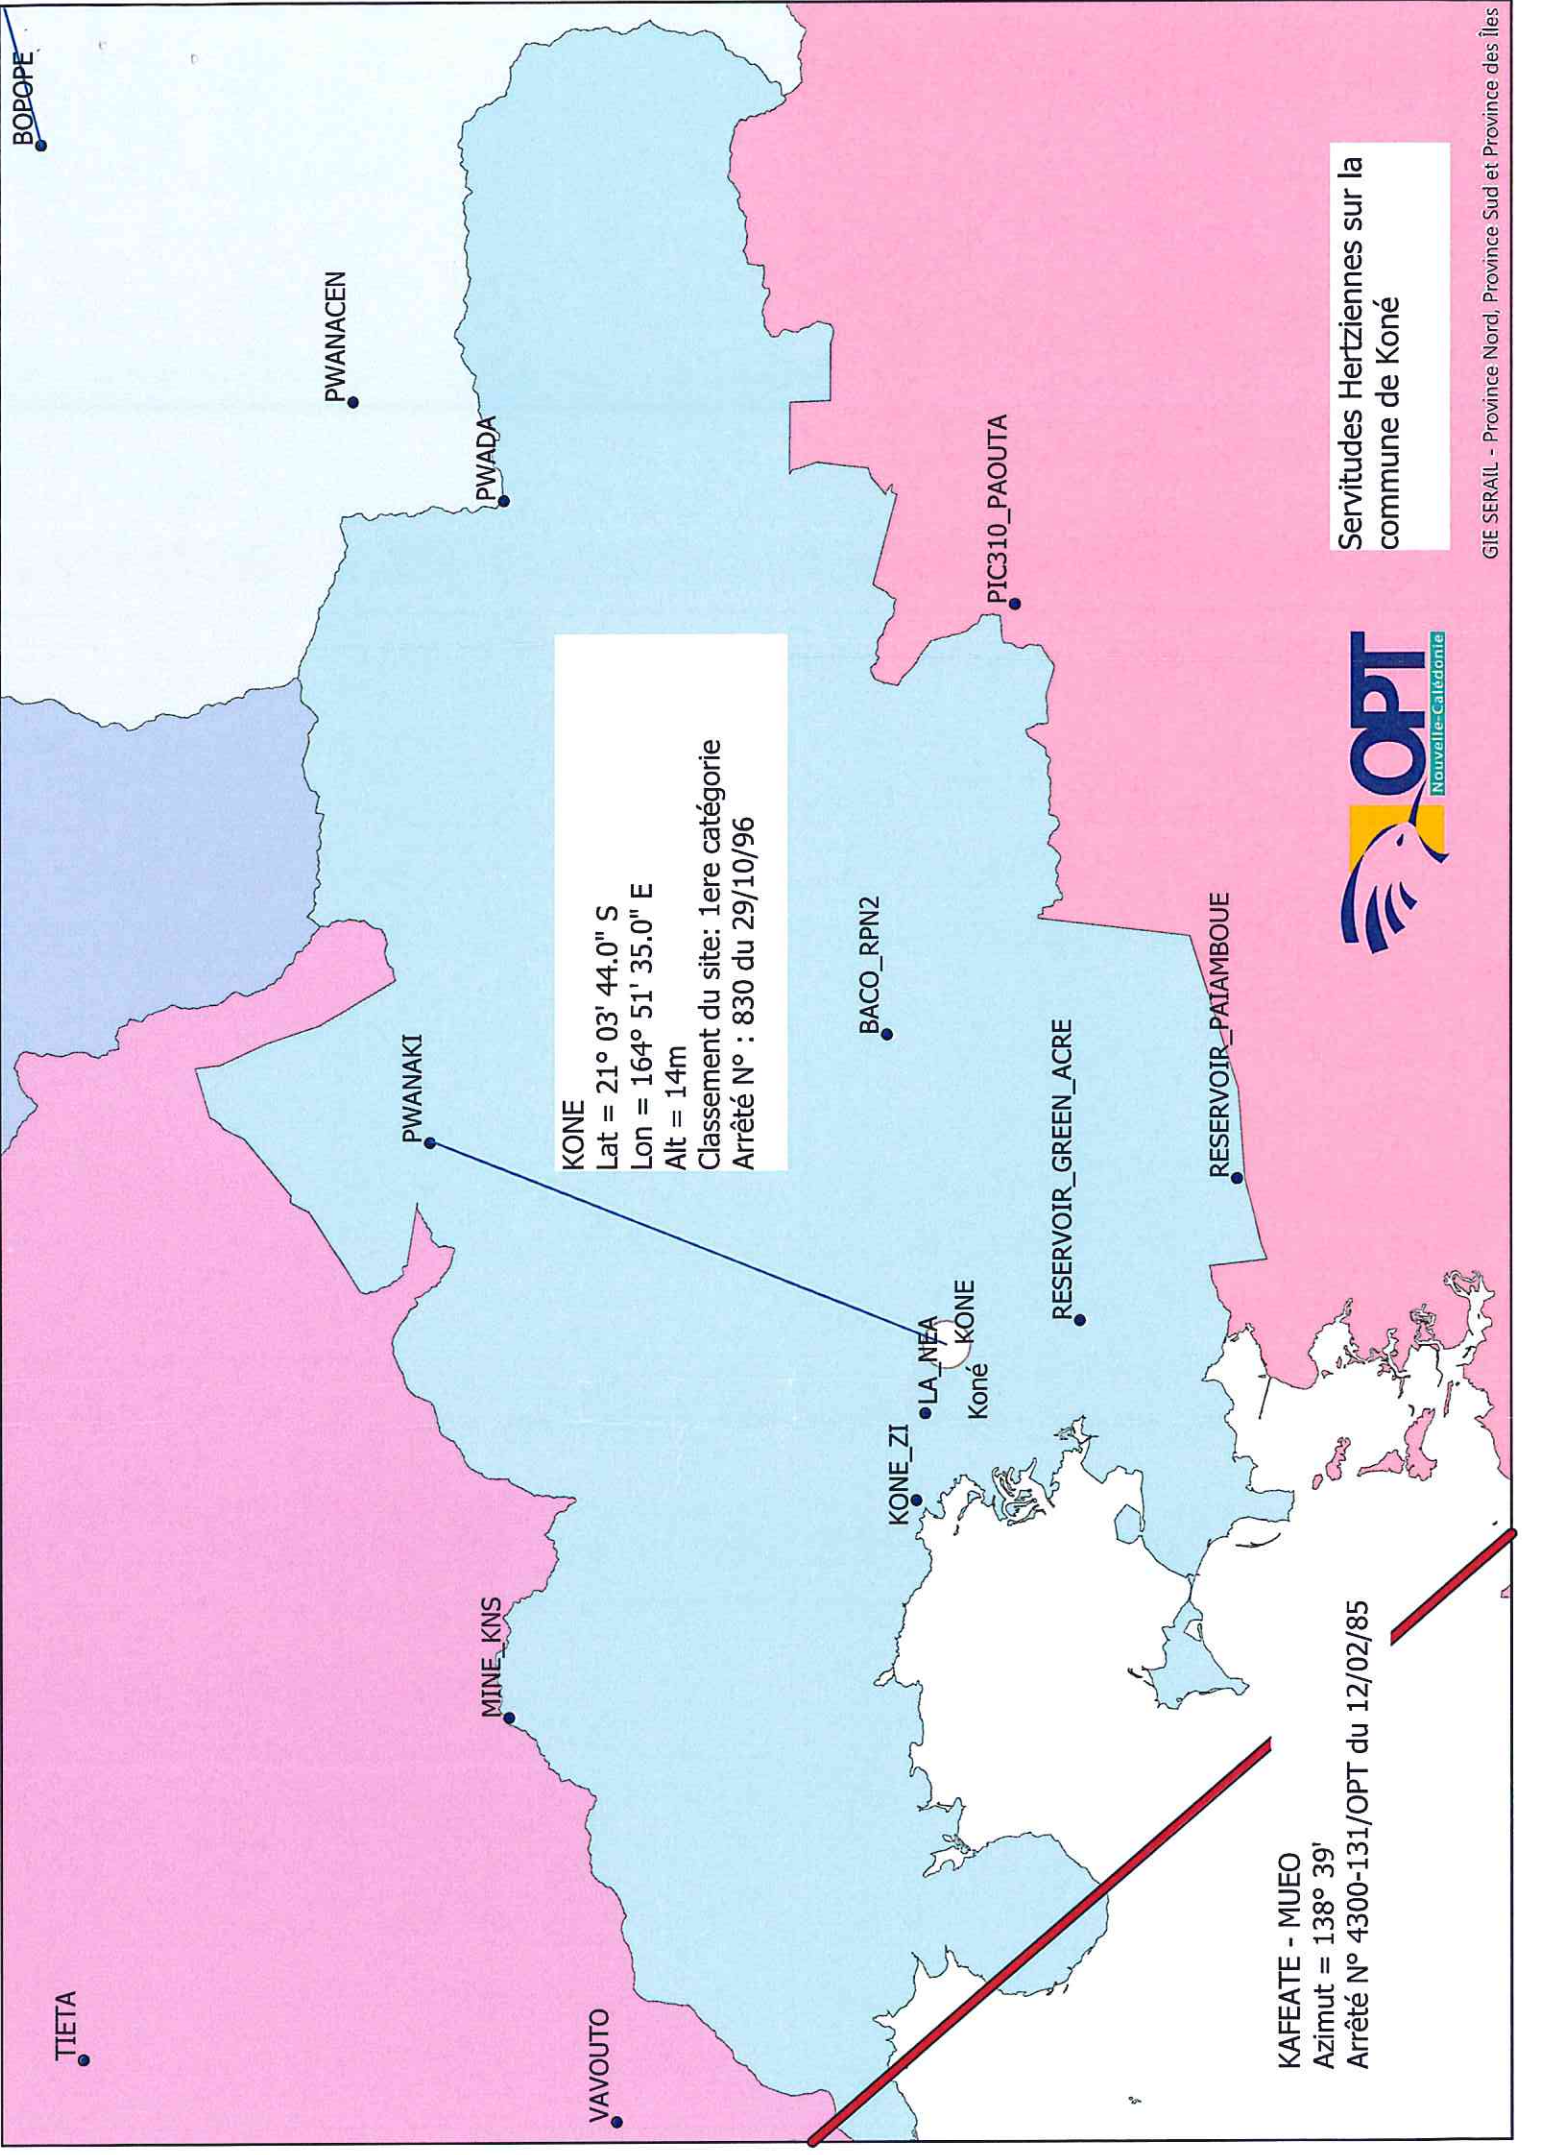 TIETA
BOPOPE
PWANACEN
PWANAKI
PWADA
MINE_KNS
VAVOUTO
KONE
Lat = 21° 03' 44.0" S
Lon = 164° 51' 35.0" E
Alt = 14m
Classement du site: 1ere catégorie
Arrêté N° : 830 du 29/10/96
BACO_RPN2
KONE_ZI
LA_NEA
KONE
Koné
PIC310_PAOUTA
RESERVOIR_GREEN_ACRE
RESERVOIR_PAIAMBOUE
KAFEATE - MUEO
Azimut = 138° 39'
Arrêté N° 4300-131/OPT du 12/02/85
OPT
Nouvelle-Calédonie
Servitudes Hertziennes sur la
commune de Koné
GIE SERAIL - Province Nord, Province Sud et Province des Îles